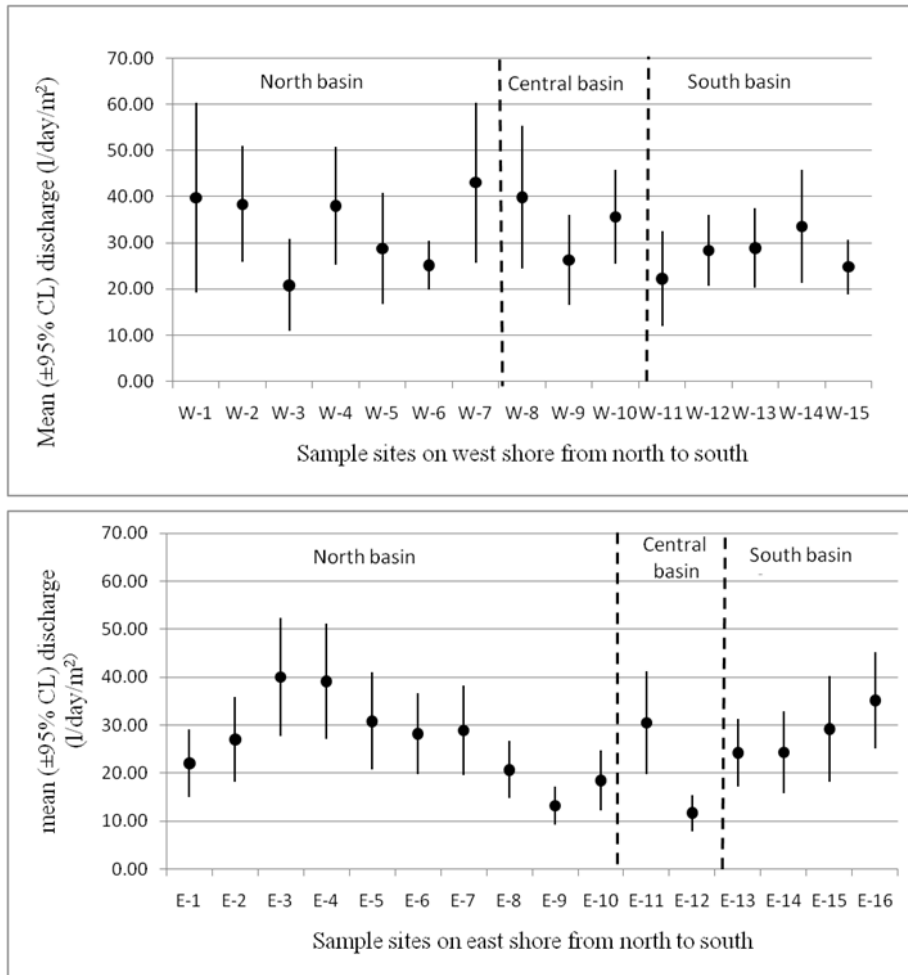 Mean (±95% CL) discharge (l/day/m²)
70.00
60.00
50.00
40.00
30.00
20.00
10.00
0.00
North basin
Central basin
South basin
W-1 W-2 W-3 W-4 W-5 W-6 W-7 W-8 W-9 W-10 W-11 W-12 W-13 W-14 W-15
Sample sites on west shore from north to south
mean (±95% CL) discharge
(l/day/m²)
70.00
60.00
50.00
40.00
30.00
20.00
10.00
0.00
North basin
Central
basin
South basin
E-1 E-2 E-3 E-4 E-5 E-6 E-7 E-8 E-9 E-10 E-11 E-12 E-13 E-14 E-15 E-16
Sample sites on east shore from north to south